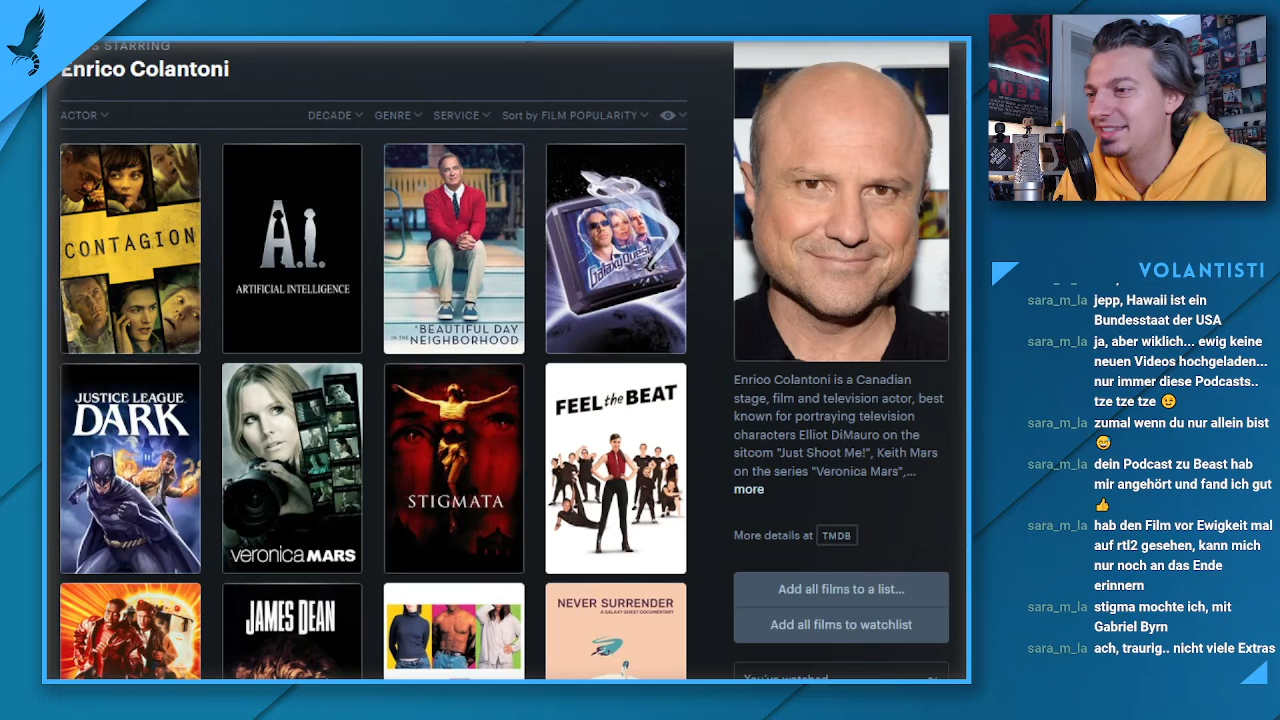 S STARRING
Enrico Colantoni
ACTOR
DECADE
GENRE
SERVICE
Sort by FILM POPULARITY
CONTAGION
A.I.
ARTIFICIAL INTELLIGENCE
A BEAUTIFUL DAY
IN THE NEIGHBORHOOD
Galaxy Quest
JUSTICE LEAGUE
DARK
veronica MARS
STIGMATA
FEEL the BEAT
JAMES DEAN
NEVER SURRENDER
A GALAXY QUEST DOCUMENTARY
Enrico Colantoni is a Canadian
stage, film and television actor, best
known for portraying television
characters Elliot DiMauro on the
sitcom "Just Shoot Me!", Keith Mars
on the series "Veronica Mars",...
more
More details at TMDB
Add all films to a list...
Add all films to watchlist
You've watched
VOLANTISTI
sara_m_la jepp, Hawaii ist ein
Bundesstaat der USA
sara_m_la ja, aber wiklich... ewig keine
neuen Videos hochgeladen...
nur immer diese Podcasts..
tze tze tze 😉
sara_m_la zumal wenn du nur allein bist
😅
sara_m_la dein Podcast zu Beast hab
mir angehört und fand ich gut
👍
sara_m_la hab den Film vor Ewigkeit mal
auf rtl2 gesehen, kann mich
nur noch an das Ende
erinnern
sara_m_la stigma mochte ich, mit
Gabriel Byrn
sara_m_la ach, traurig.. nicht viele Extras